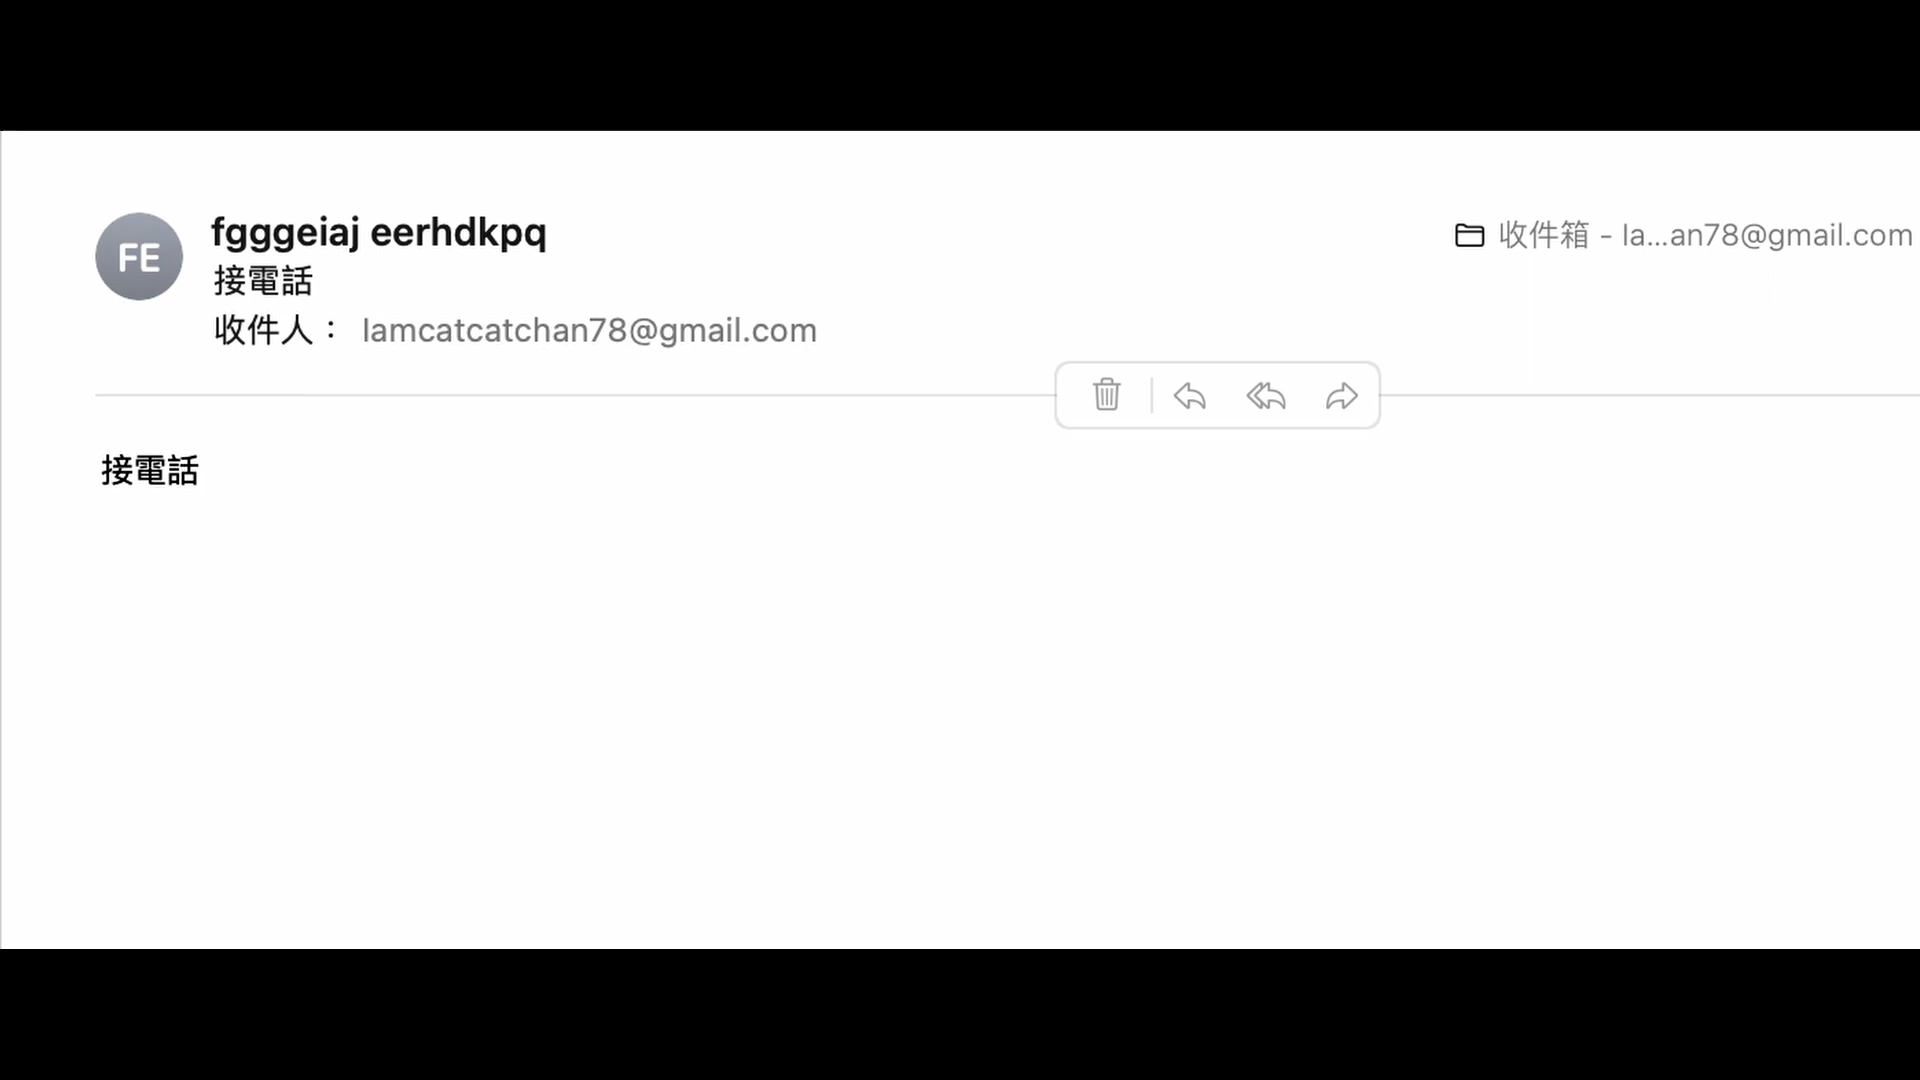 FE
fgggeiaj eerhdkpq
收件箱 - la...an78@gmail.com
接電話
收件人： lamcatcatchan78@gmail.com
接電話